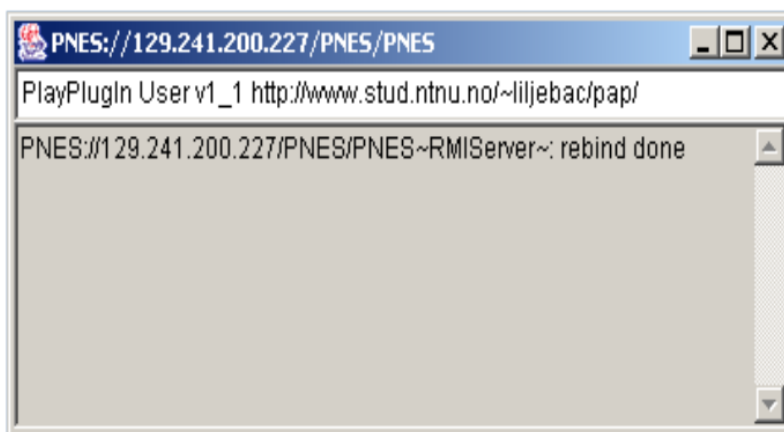 PNES://129.241.200.227/PNES/PNES
PlayPlugIn User v1_1 http://www.stud.ntnu.no/~liljebac/pap/
PNES://129.241.200.227/PNES/PNES~RMIServer~: rebind done